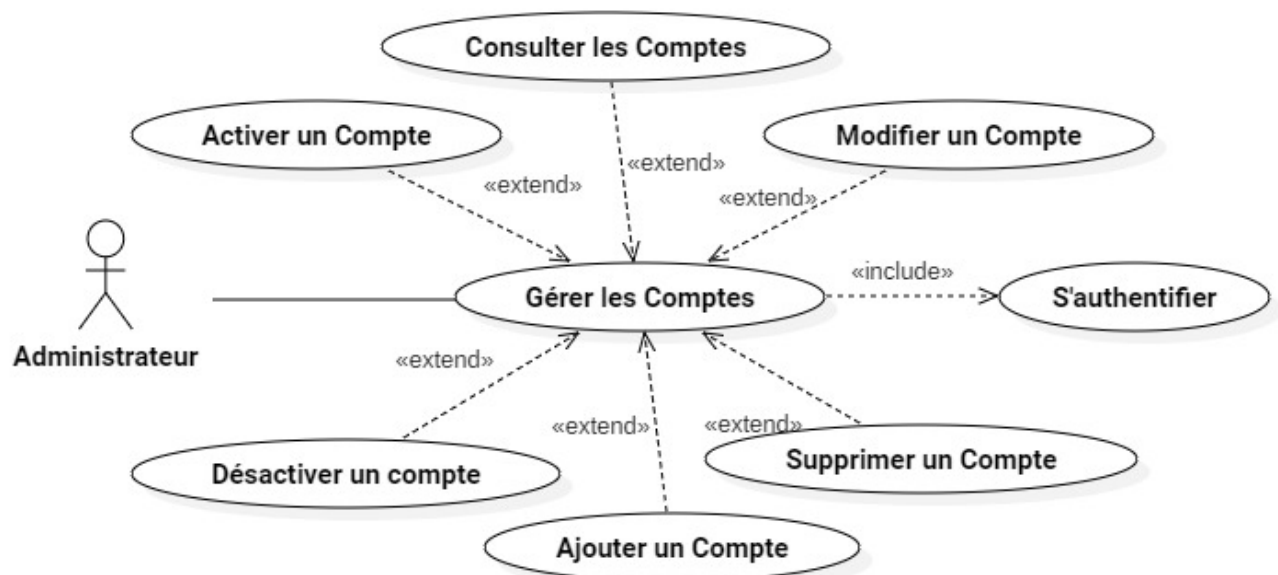 Consulter les Comptes
Activer un Compte
Modifier un Compte
«extend»
«extend»
«extend»
Gérer les Comptes
«include»
S'authentifier
Administrateur
«extend»
«extend»
«extend»
Désactiver un compte
Supprimer un Compte
Ajouter un Compte